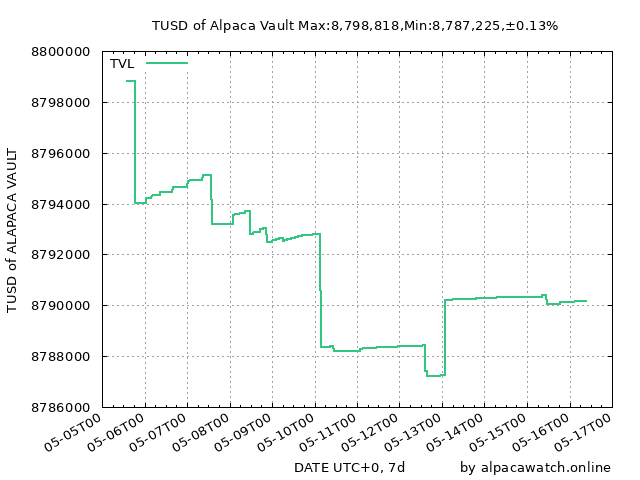 TUSD of Alpaca Vault Max:8,798,818,Min:8,787,225,±0.13%
TVL
8800000
8798000
8796000
8794000
8792000
8790000
8788000
8786000
TUSD of ALAPACA VAULT
05-05T00
05-06T00
05-07T00
05-08T00
05-09T00
05-10T00
05-11T00
05-12T00
05-13T00
05-14T00
05-15T00
05-16T00
05-17T00
DATE UTC+0, 7d
by alpacawatch.online